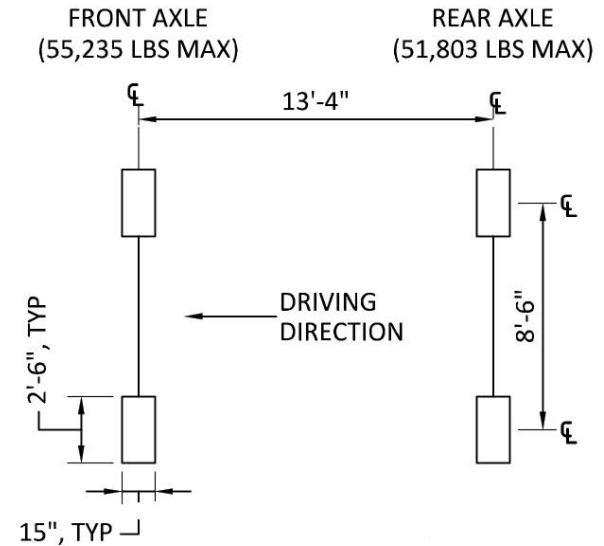 FRONT AXLE
(55,235 LBS MAX)
REAR AXLE
(51,803 LBS MAX)
℄
13'-4"
℄
℄
DRIVING
DIRECTION
8'-6"
2'-6", TYP
℄
15", TYP